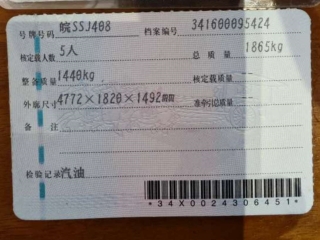 号牌号码 皖SSJ408 档案编号 341600095424
核定载人数 5人 总质量 1865kg
整备质量 1440kg 核定载质量
外廓尺寸 4772×1820×1492mm 准牵引总质量
备注
检验记录 汽油
*34X0024306451*